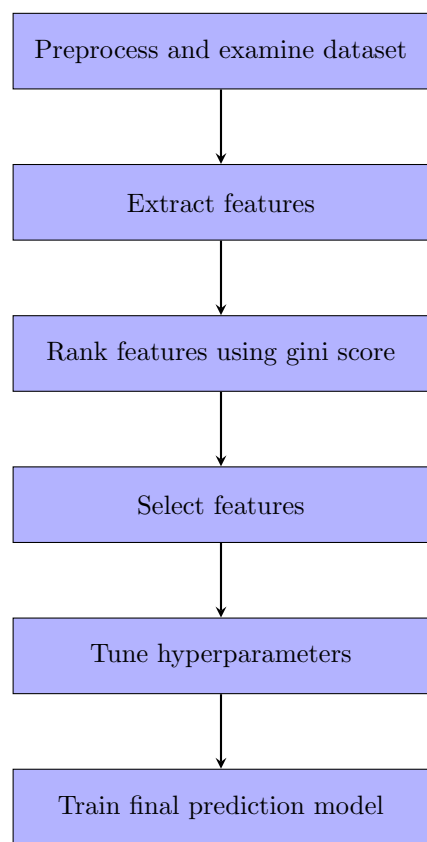 Preprocess and examine dataset
Extract features
Rank features using gini score
Select features
Tune hyperparameters
Train final prediction model